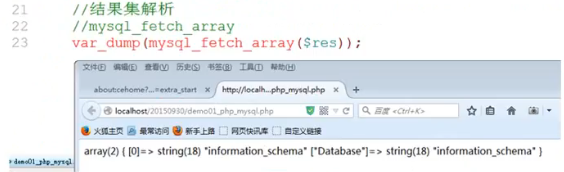 21 //结果集解析
22 //mysql_fetch_array
23 var_dump(mysql_fetch_array($res));
文件(F) 编辑(E) 查看(V) 历史(S) 书签(B) 工具(T) 帮助(H)
about:cehome?...=extra_start × http://localh...php_mysql.php × +
localhost/20150930/demo01_php_mysql.php 百度 <Ctrl+K>
火狐主页 最常访问 新手上路 网页快讯库 自定义链接
array(2) { [0]=> string(18) "information_schema" ["Database"]=> string(18) "information_schema" }
demo01_php_mysql